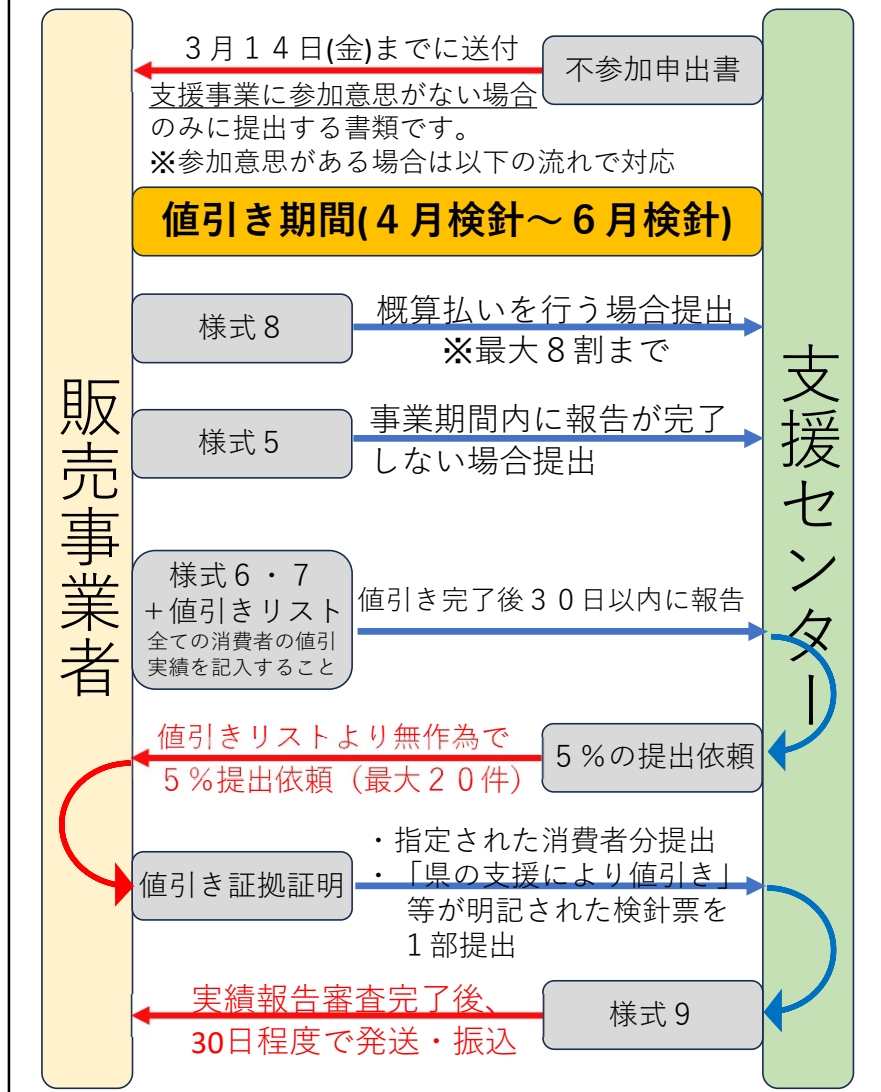 ３月１４日(金)までに送付
不参加申出書
支援事業に参加意思がない場合
のみに提出する書類です。
※参加意思がある場合は以下の流れで対応
値引き期間(４月検針～６月検針)
販売事業者
支援センター
様式８
概算払いを行う場合提出
※最大８割まで
様式５
事業期間内に報告が完了
しない場合提出
様式６・７
＋値引きリスト
全ての消費者の値引
実績を記入すること
値引き完了後３０日以内に報告
値引きリストより無作為で
５%提出依頼（最大２０件）
５%の提出依頼
値引き証拠証明
・指定された消費者分提出
・「県の支援により値引き」
等が明記された検針票を
１部提出
実績報告審査完了後、
30日程度で発送・振込
様式９